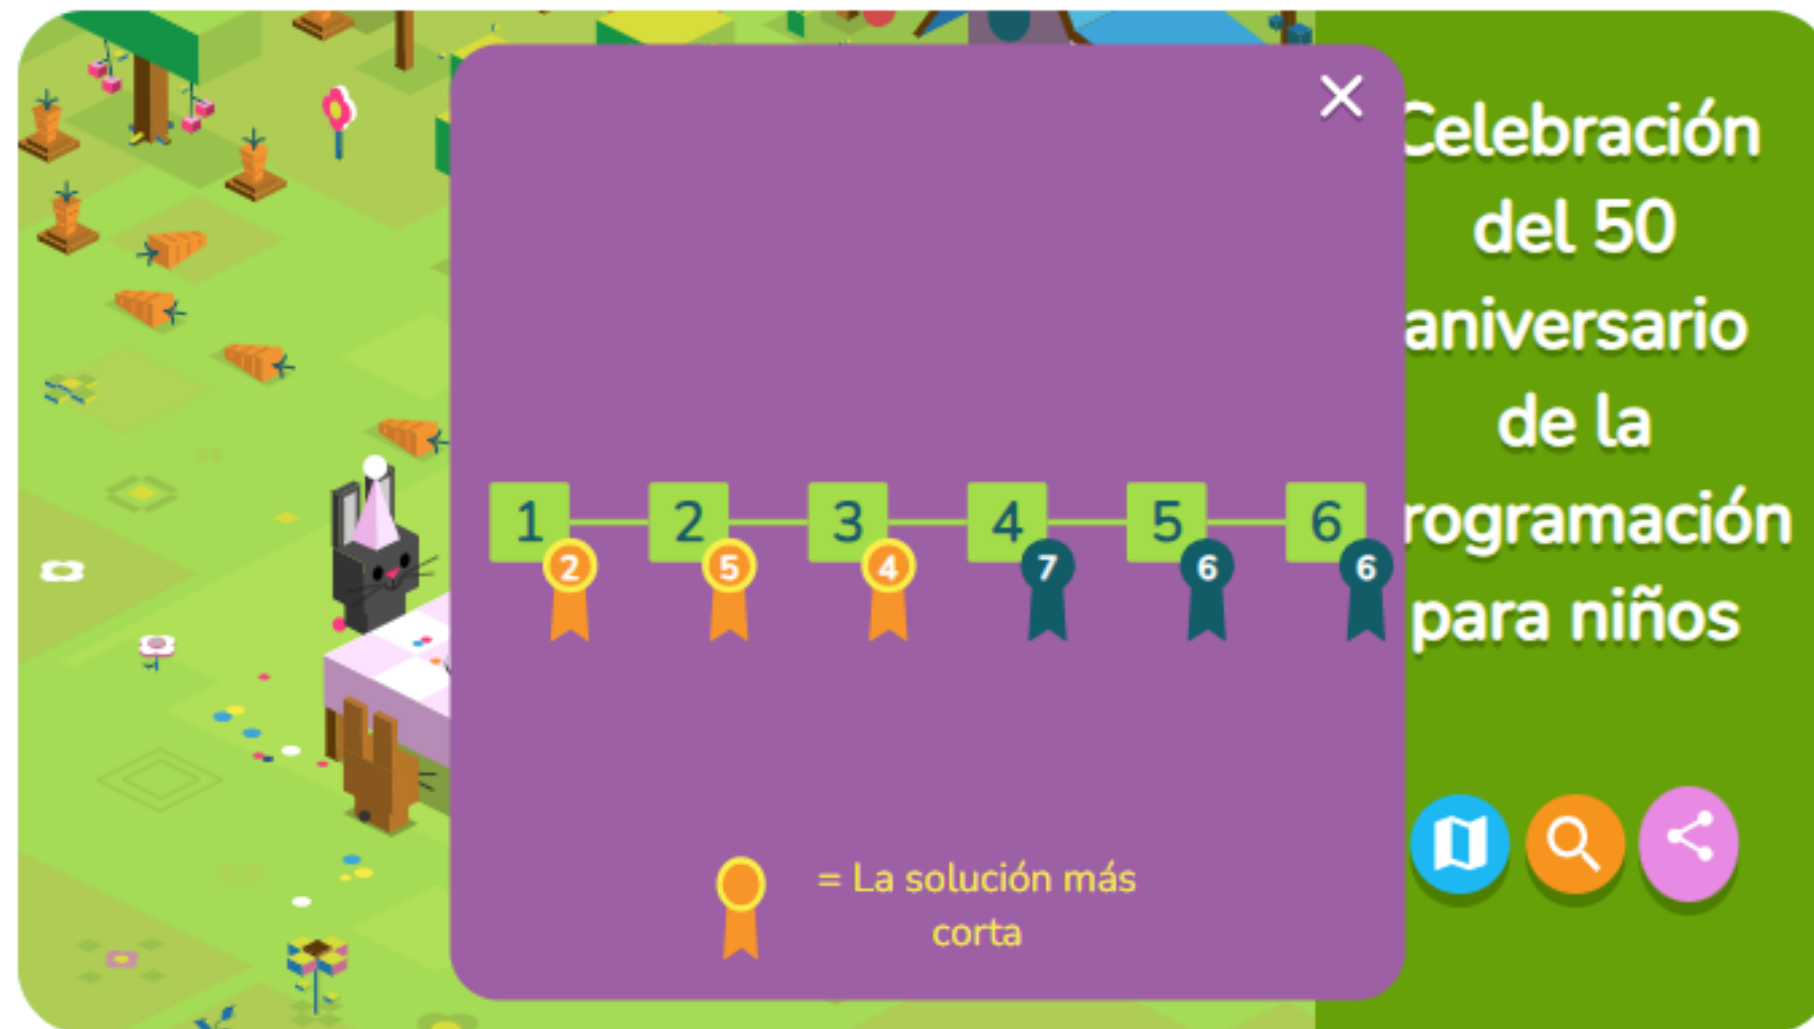 Celebración
del 50
aniversario
de la
rogramación
para niños
1 2 3 4 5 6
2 5 4 7 6 6
= La solución más
corta